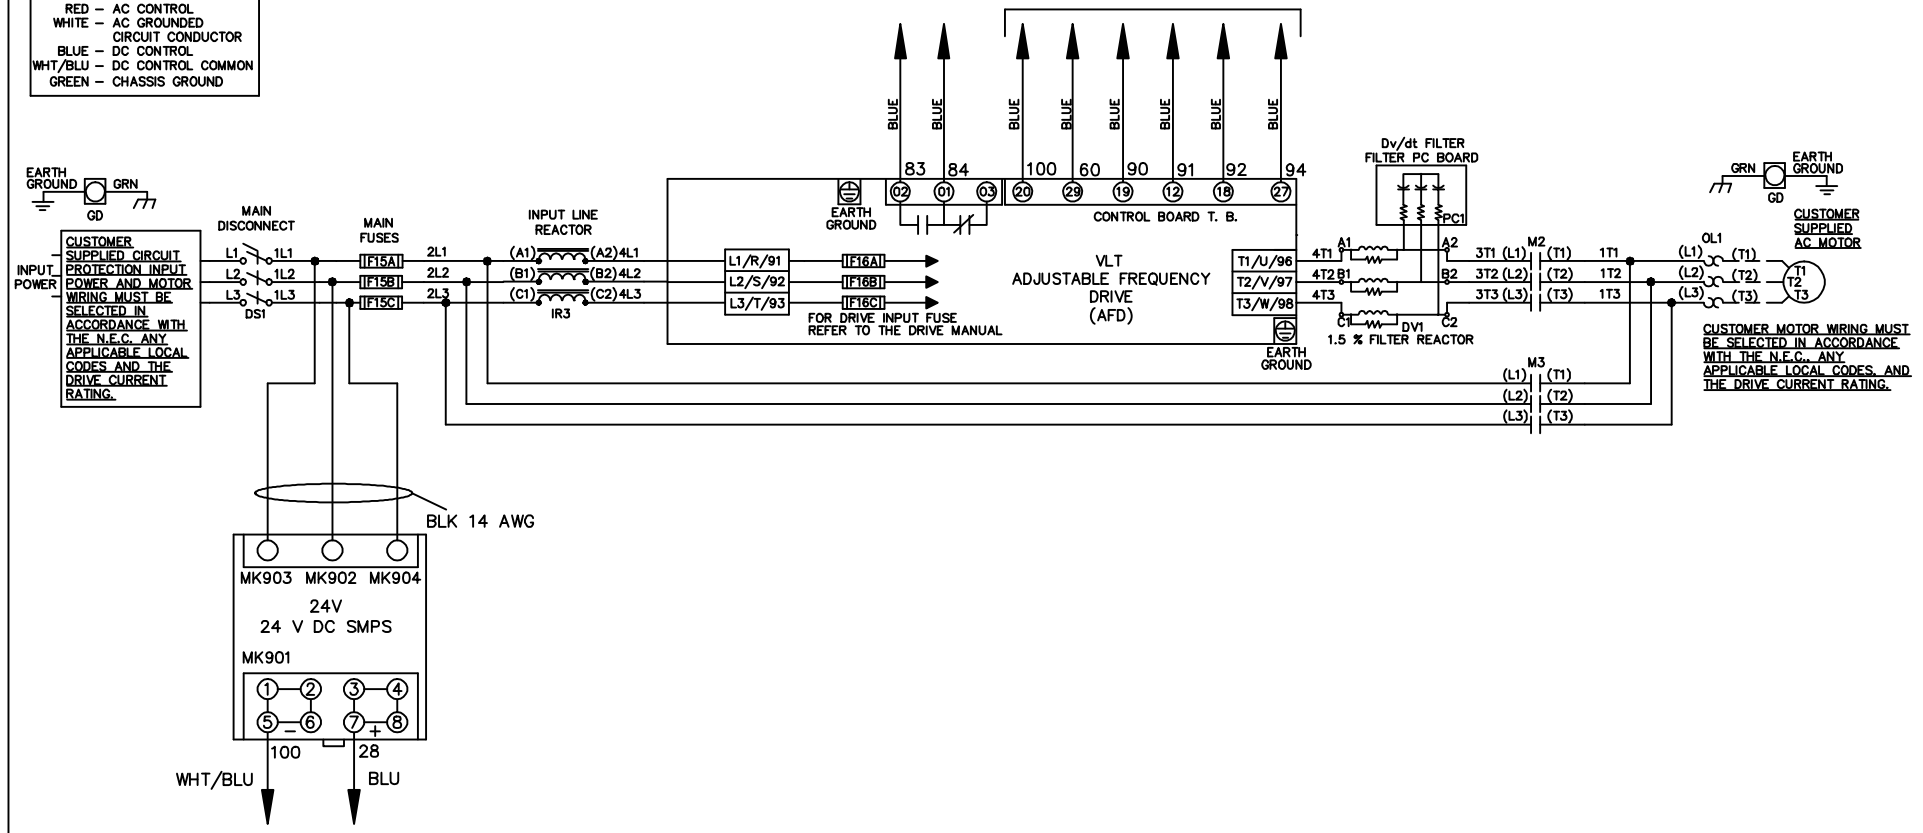 RED – AC CONTROL
WHITE – AC GROUNDED
CIRCUIT CONDUCTOR
BLUE – DC CONTROL
WHT/BLU – DC CONTROL COMMON
GREEN – CHASSIS GROUND
BLUE BLUE BLUE BLUE BLUE BLUE BLUE BLUE
83 84 100 60 90 91 92 94
02 01 03 20 29 19 12 18 27
CONTROL BOARD T. B.
EARTH
GROUND
EARTH
GROUND
GRN
GD
CUSTOMER
SUPPLIED CIRCUIT
PROTECTION INPUT
POWER AND MOTOR
WIRING MUST BE
SELECTED IN
ACCORDANCE WITH
THE N.E.C. ANY
APPLICABLE LOCAL
CODES AND THE
DRIVE CURRENT
RATING.
INPUT
POWER
MAIN
DISCONNECT
L1 1L1
L2 1L2
L3 1L3
DS1
MAIN
FUSES
F15A
F15B
F15C
2L1
2L2
2L3
INPUT LINE
REACTOR
(A1) (A2) 4L1
(B1) (B2) 4L2
(C1) (C2) 4L3
IR3
L1/R/91
L2/S/92
L3/T/93
F16A
F16B
F16C
FOR DRIVE INPUT FUSE
REFER TO THE DRIVE MANUAL
VLT
ADJUSTABLE FREQUENCY
DRIVE
(AFD)
T1/U/96
T2/V/97
T3/W/98
EARTH
GROUND
Dv/dt FILTER
FILTER PC BOARD
PC1
4T1 A1 A2
4T2 B1 B2
4T3 C1 C2
DV1
1.5 % FILTER REACTOR
M2
3T1 (L1) (T1) 1T1
3T2 (L2) (T2) 1T2
3T3 (L3) (T3) 1T3
M3
(L1) (T1)
(L2) (T2)
(L3) (T3)
OL1
(L1) (T1)
(L2) (T2)
(L3) (T3)
T1
T2
T3
GRN
GD
EARTH
GROUND
CUSTOMER
SUPPLIED
AC MOTOR
CUSTOMER MOTOR WIRING MUST
BE SELECTED IN ACCORDANCE
WITH THE N.E.C., ANY
APPLICABLE LOCAL CODES, AND
THE DRIVE CURRENT RATING.
BLK 14 AWG
MK903 MK902 MK904
24V
24 V DC SMPS
MK901
1 2 3 4
5 6 7 8
– +
100 28
WHT/BLU BLU